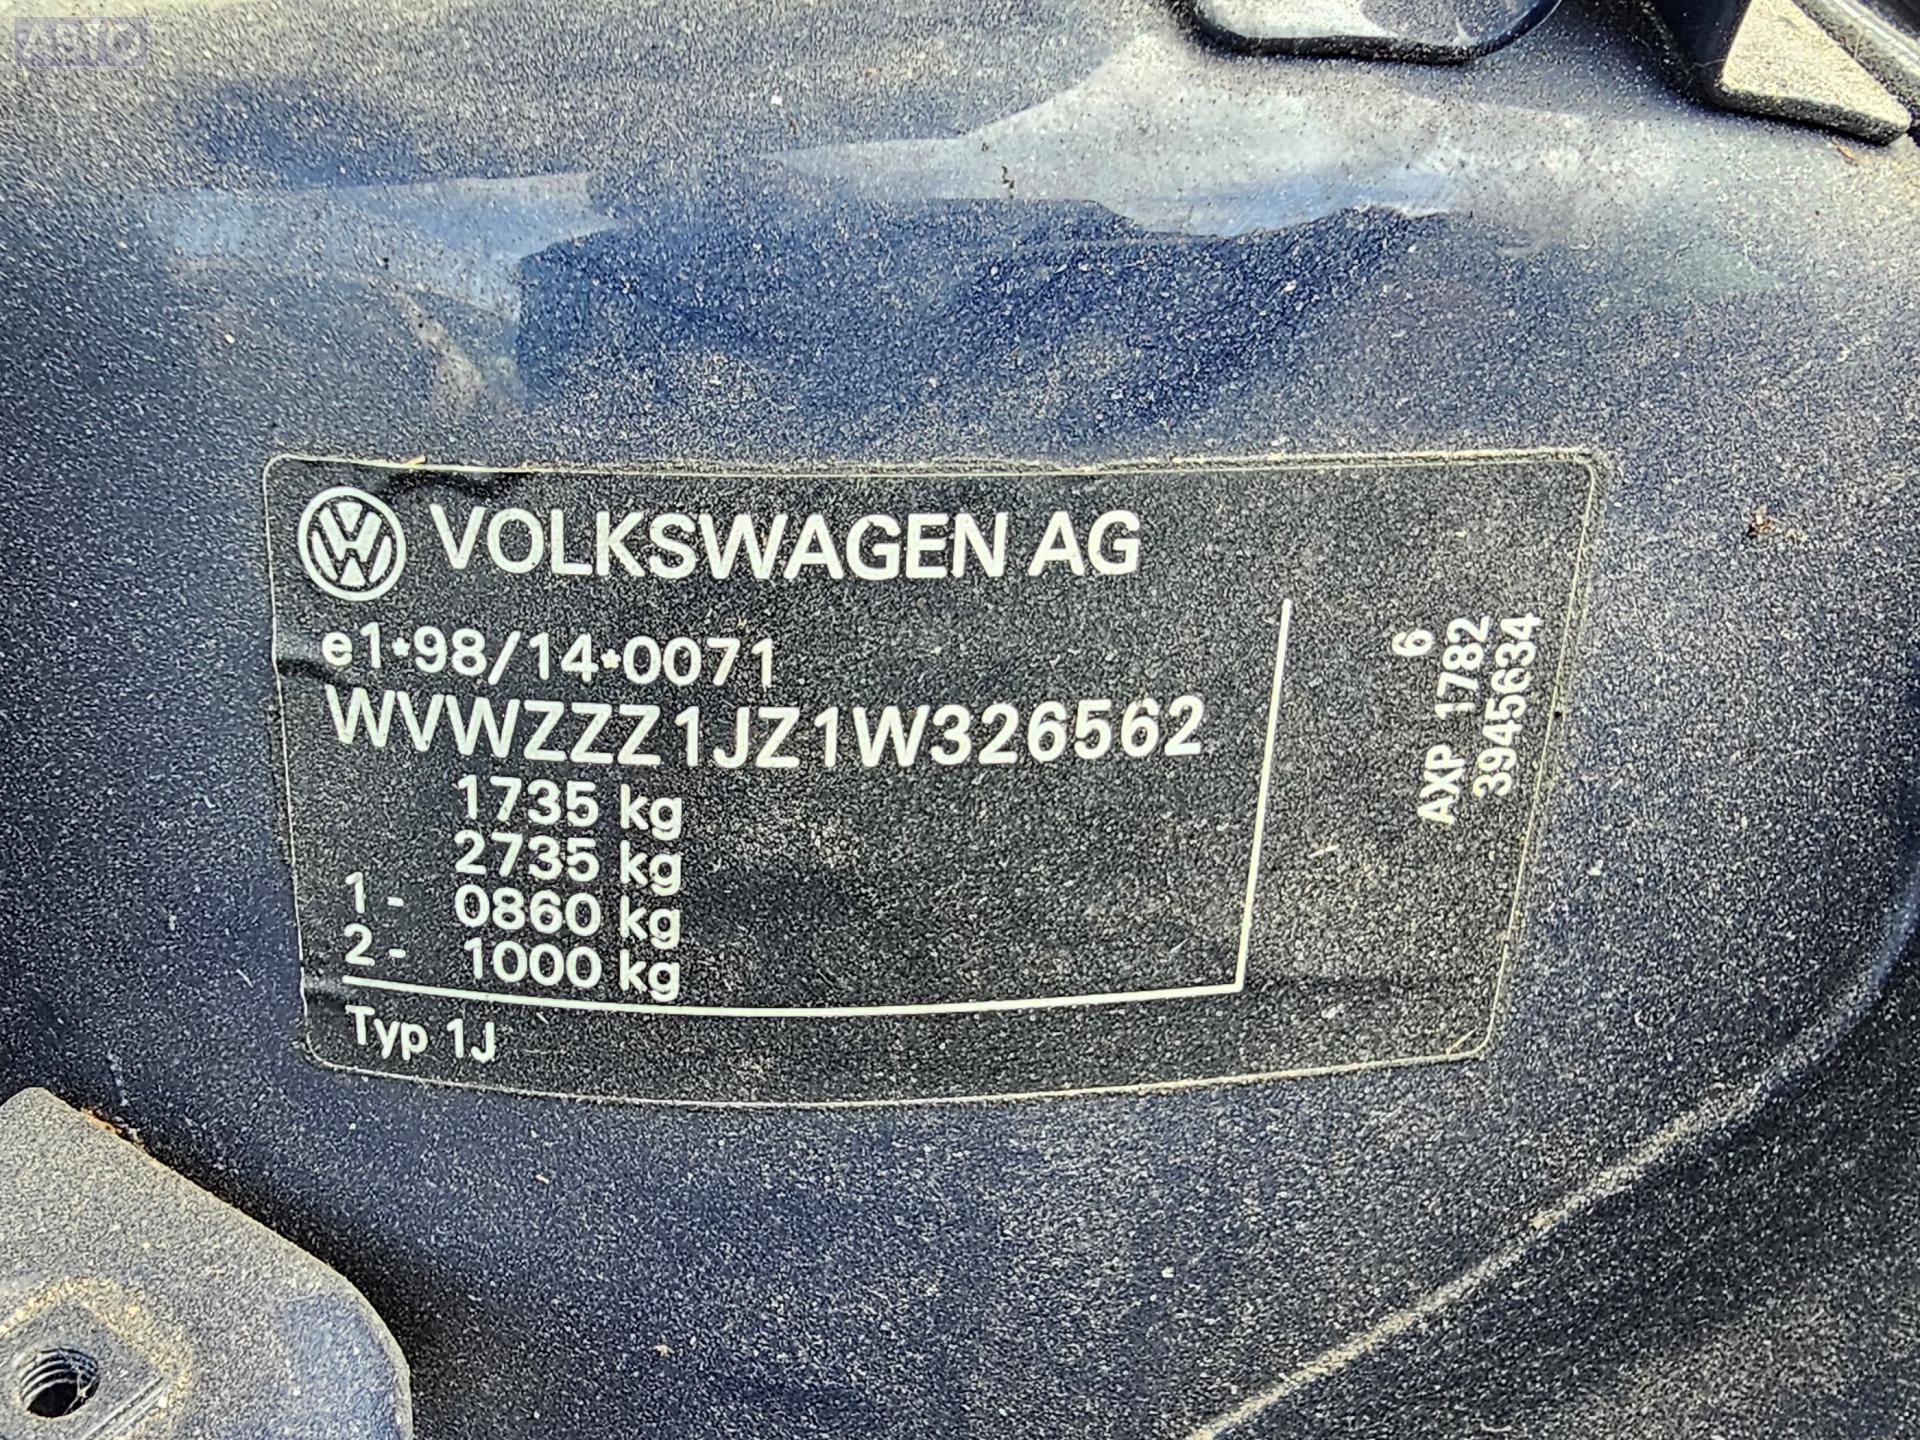 АВТО
VOLKSWAGEN AG
e1*98/14*0071
WVWZZZ1JZ1W326562
1735 kg
2735 kg
1- 0860 kg
2- 1000 kg
Typ 1J
6
AXP 1782
3945634